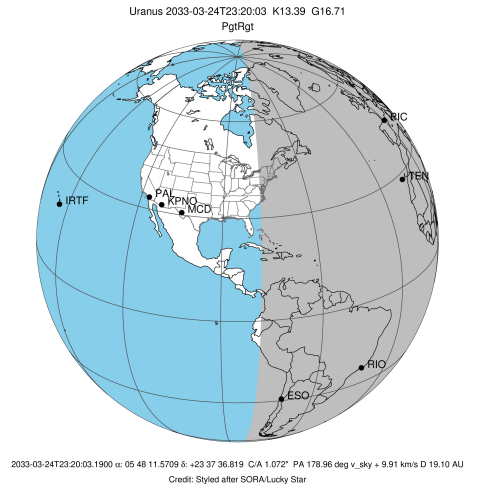 Uranus 2033-03-24T23:20:03 K13.39 G16.71
PgtRgt
RIC
TEN
PAL
IRTF
KPNO
MCD
RIO
ESO
2033-03-24T23:20:03.1900 α: 05 48 11.5709 δ: +23 37 36.819 C/A 1.072" PA 178.96 deg v_sky + 9.91 km/s D 19.10 AU
Credit: Styled after SORA/Lucky Star